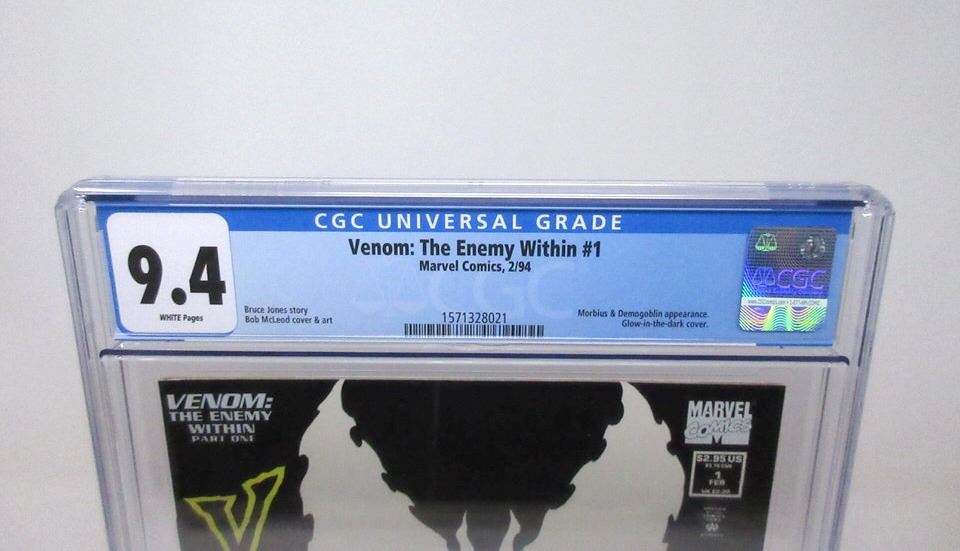 CGC UNIVERSAL GRADE
9.4
WHITE Pages
Venom: The Enemy Within #1
Marvel Comics, 2/94
Bruce Jones story
Bob McLeod cover & art
1571328021
Morbius & Demogoblin appearance.
Glow-in-the-dark cover.
CGC
VENOM:
THE ENEMY
WITHIN
PART ONE
V
MARVEL
COMICS
$2.95 US
1
FEB